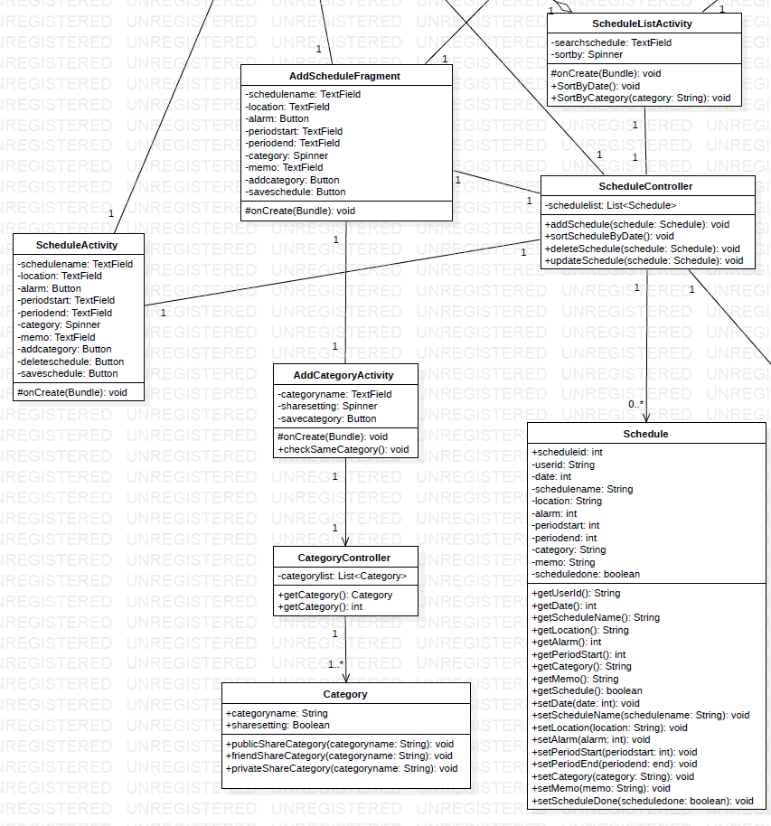 ScheduleListActivity
-searchschedule: TextField
-sortby: Spinner
#onCreate(Bundle): void
+SortByDate(): void
+SortByCategory(category: String): void
1
1
1
1
AddScheduleFragment
-schedulename: TextField
-location: TextField
-alarm: Button
-periodstart: TextField
-periodend: TextField
-category: Spinner
-memo: TextField
-addcategory: Button
-saveschedule: Button
#onCreate(Bundle): void
1
1
1
1
1
ScheduleController
-schedulelist: List<Schedule>
+addSchedule(schedule: Schedule): void
+sortScheduleByDate(): void
+deleteSchedule(schedule: Schedule): void
+updateSchedule(schedule: Schedule): void
1
ScheduleActivity
-schedulename: TextField
-location: TextField
-alarm: Button
-periodstart: TextField
-periodend: TextField
-category: Spinner
-memo: TextField
-addcategory: Button
-deleteschedule: Button
-saveschedule: Button
#onCreate(Bundle): void
1
1
1
1
1
1
AddCategoryActivity
-categoryname: TextField
-sharesetting: Spinner
-savecategory: Button
#onCreate(Bundle): void
+checkSameCategory(): void
0..*
1
1
CategoryController
-categorylist: List<Category>
+getCategory(): Category
+getCategory(): int
1
1..*
Category
+categoryname: String
+sharesetting: Boolean
+publicShareCategory(categoryname: String): void
+friendShareCategory(categoryname: String): void
+privateShareCategory(categoryname: String): void
Schedule
+scheduleid: int
-userid: String
-date: int
-schedulename: String
-location: String
-alarm: int
-periodstart: int
-periodend: int
-category: String
-memo: String
-scheduledone: boolean
+getUserId(): String
+getDate(): int
+getScheduleName(): String
+getLocation(): String
+getAlarm(): int
+getPeriodStart(): int
+getCategory(): String
+getMemo(): String
+getSchedule(): boolean
+setDate(date: int): void
+setScheduleName(schedulename: String): void
+setLocation(location: String): void
+setAlarm(alarm: int): void
+setPeriodStart(periodstart: int): void
+setPeriodEnd(periodend: end): void
+setCategory(category: String): void
+setMemo(memo: String): void
+setScheduleDone(scheduledone: boolean): void
UNREGISTERED